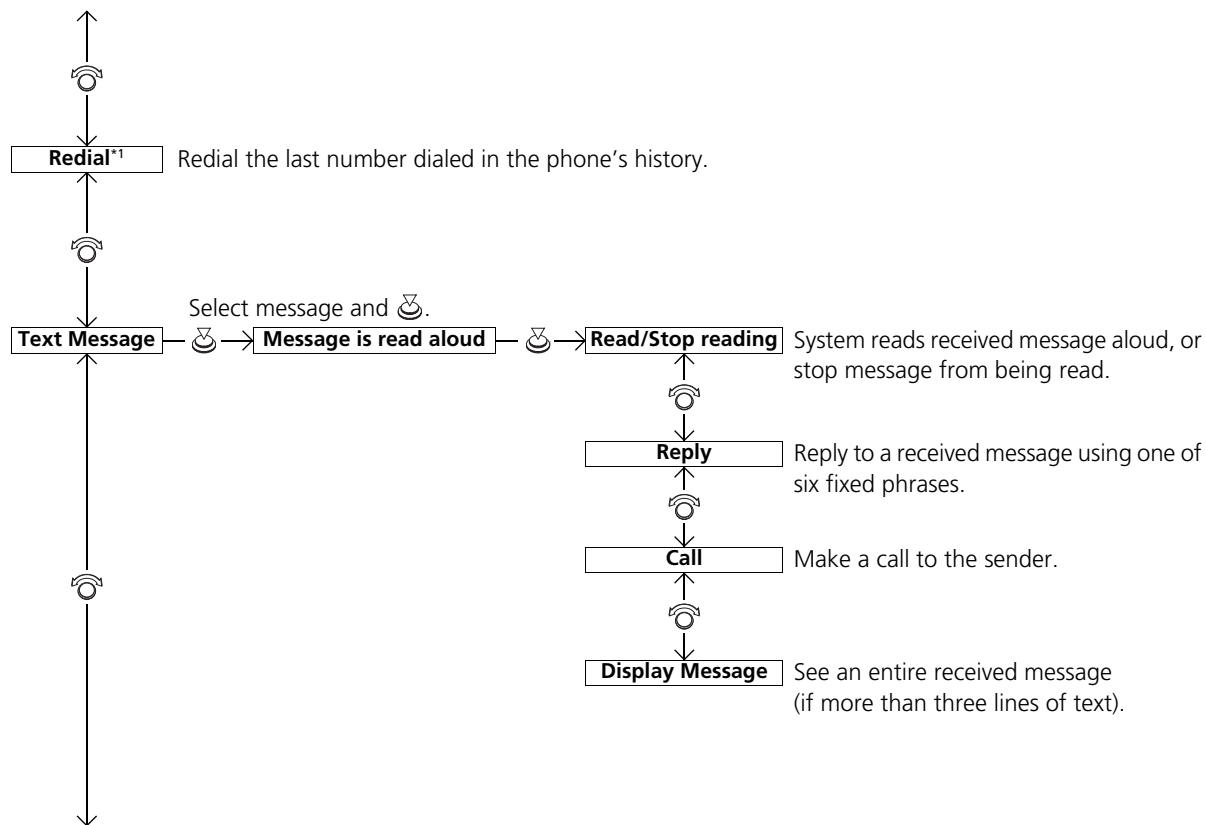 Redial*1
Redial the last number dialed in the phone's history.
Select message and .
Text Message
Message is read aloud
Read/Stop reading
System reads received message aloud, or
stop message from being read.
Reply
Reply to a received message using one of
six fixed phrases.
Call
Make a call to the sender.
Display Message
See an entire received message
(if more than three lines of text).